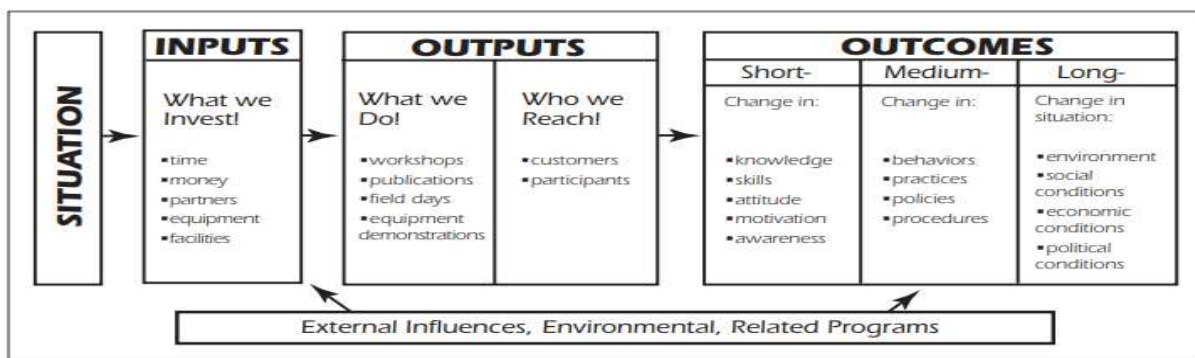 SITUATION
INPUTS
What we
Invest!
▪time
▪money
▪partners
▪equipment
▪facilities
OUTPUTS
What we
Do!
▪workshops
▪publications
▪field days
▪equipment
demonstrations
Who we
Reach!
▪customers
▪participants
OUTCOMES
Short-
Change in:
▪knowledge
▪skills
▪attitude
▪motivation
▪awareness
Medium-
Change in:
▪behaviors
▪practices
▪policies
▪procedures
Long-
Change in
situation:
▪environment
▪social
conditions
▪economic
conditions
▪political
conditions
External Influences, Environmental, Related Programs